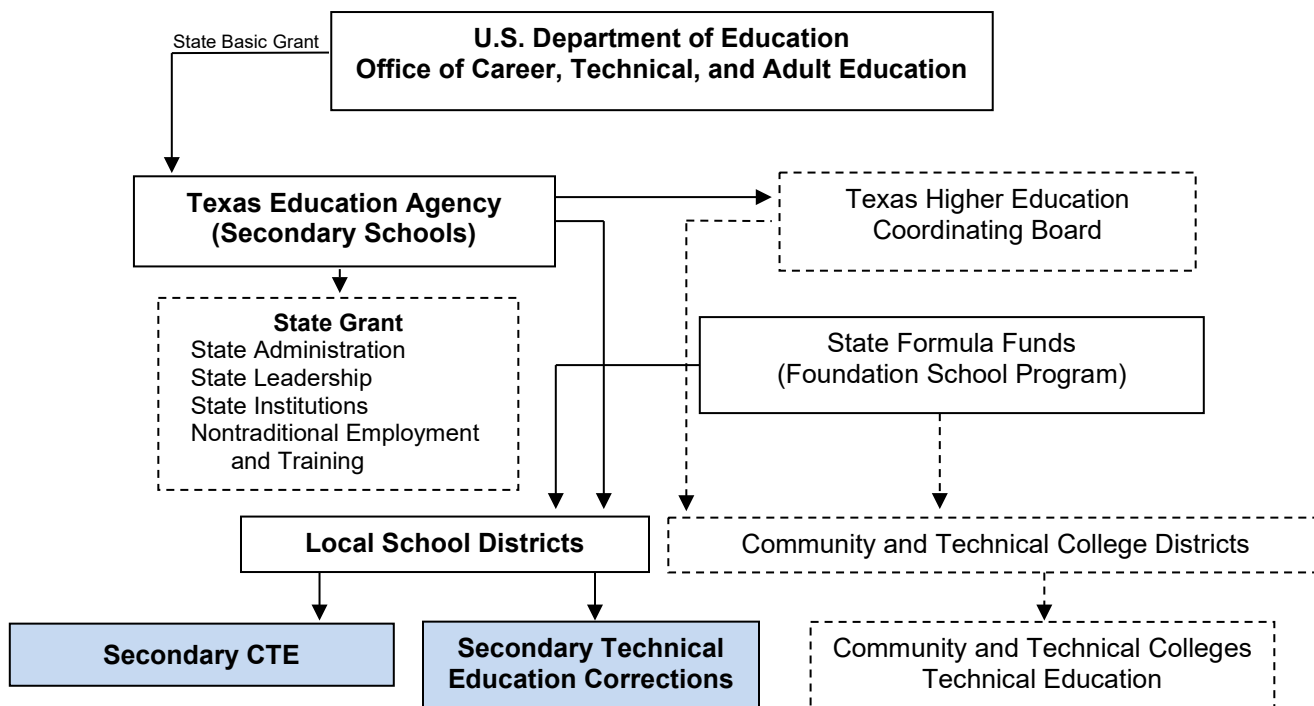 State Basic Grant
U.S. Department of Education
Office of Career, Technical, and Adult Education
Texas Education Agency
(Secondary Schools)
Texas Higher Education
Coordinating Board
State Grant
State Administration
State Leadership
State Institutions
Nontraditional Employment
and Training
State Formula Funds
(Foundation School Program)
Local School Districts
Community and Technical College Districts
Secondary CTE
Secondary Technical
Education Corrections
Community and Technical Colleges
Technical Education